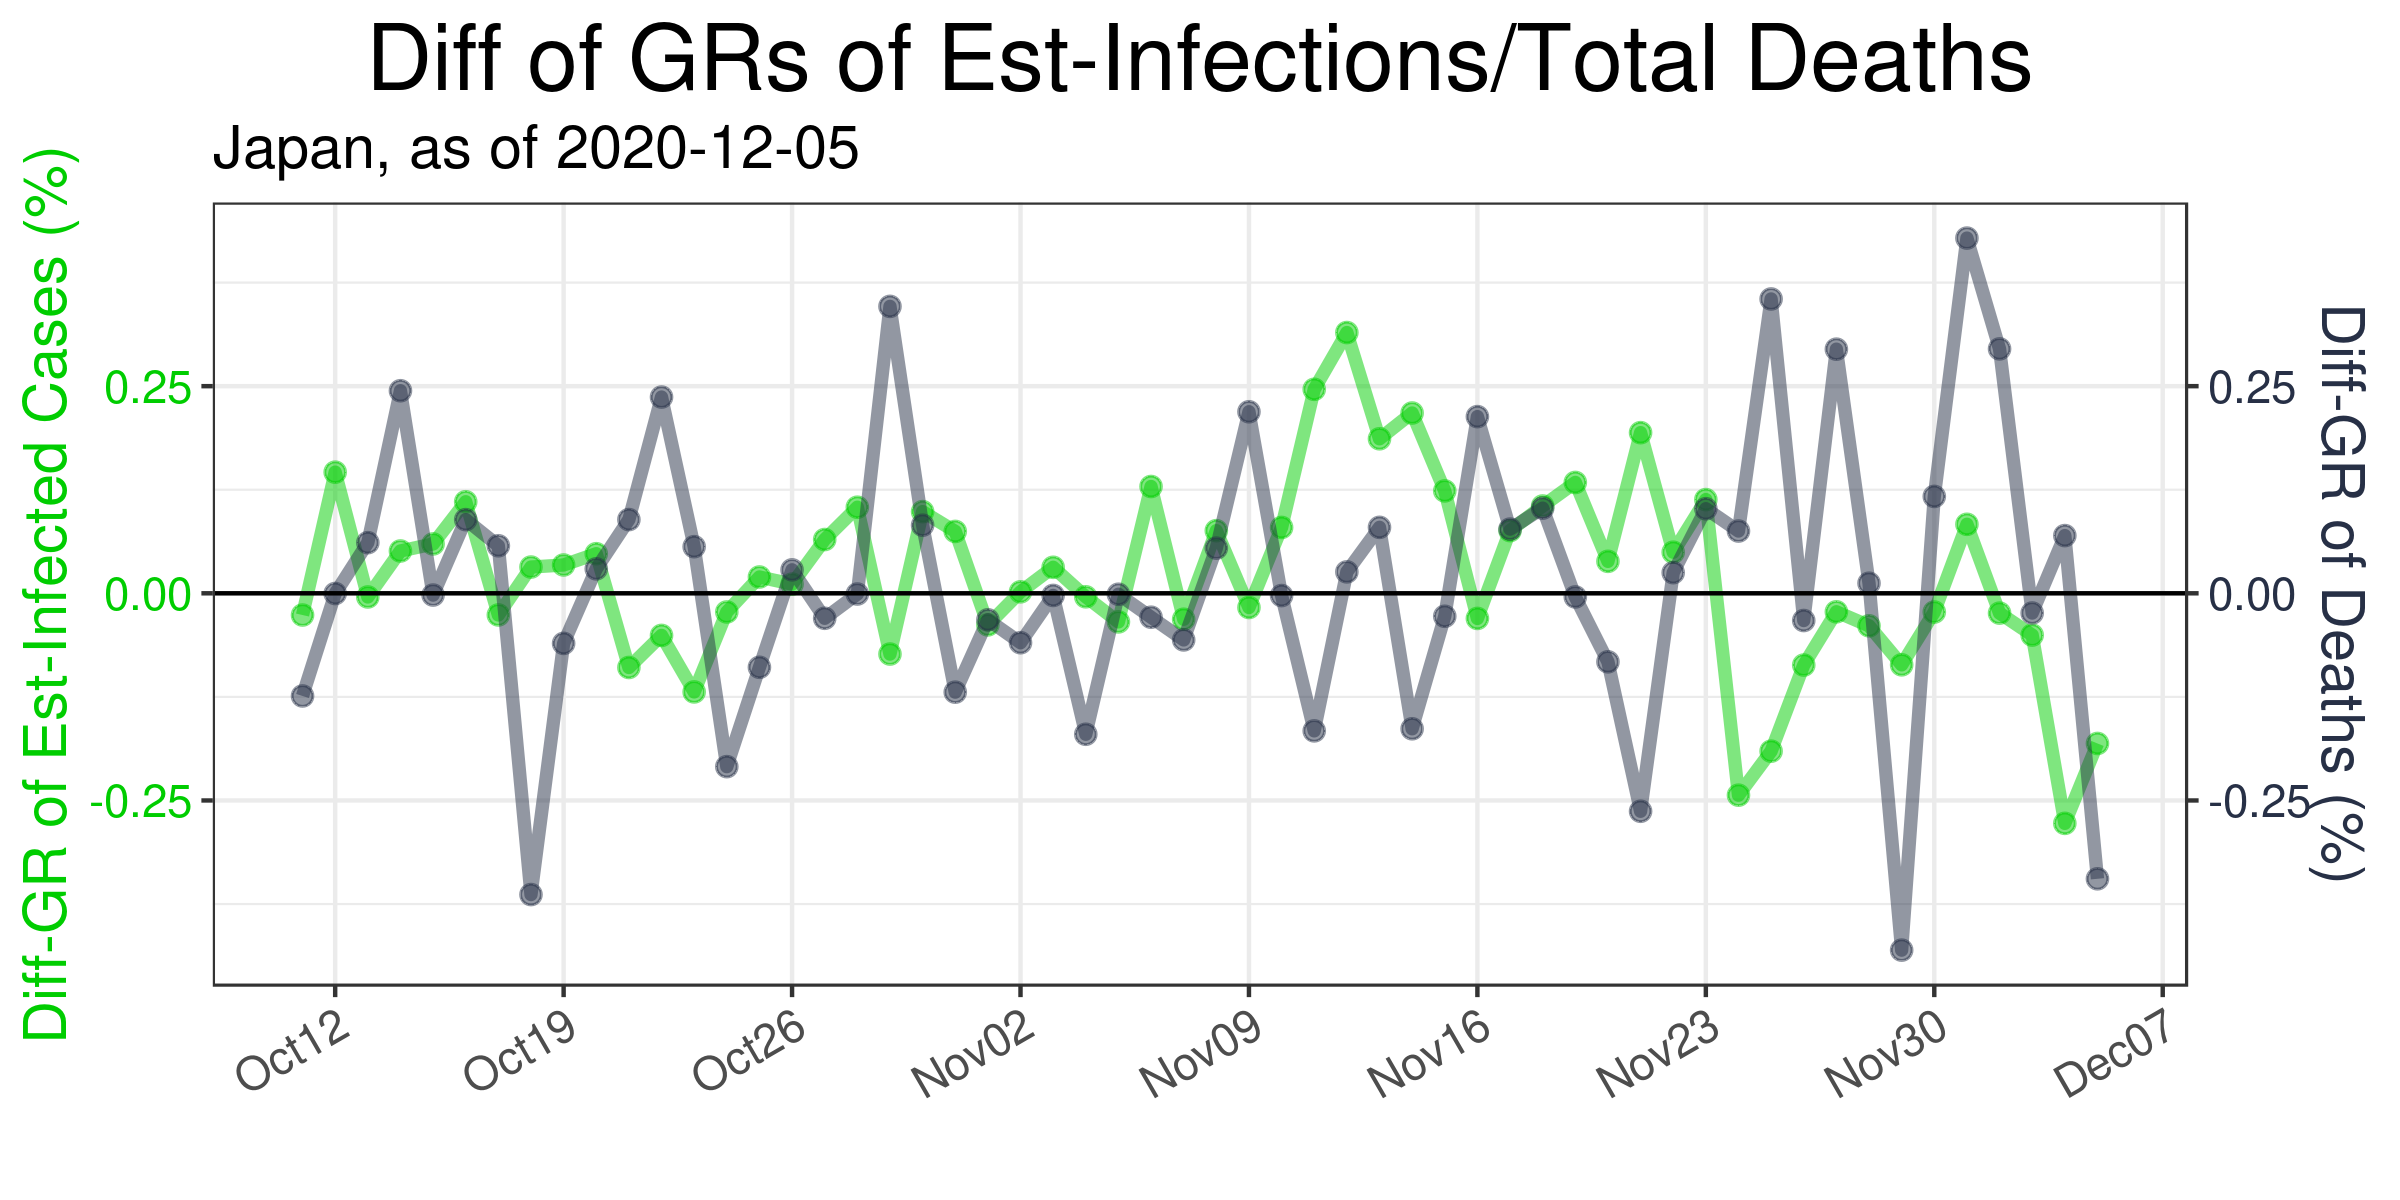 Diff of GRs of Est-Infections/Total Deaths
Japan, as of 2020-12-05
Diff-GR of Est-Infected Cases (%)
0.25
0.00
-0.25
0.25
0.00
-0.25
Diff-GR of Deaths (%)
Oct12
Oct19
Oct26
Nov02
Nov09
Nov16
Nov23
Nov30
Dec07